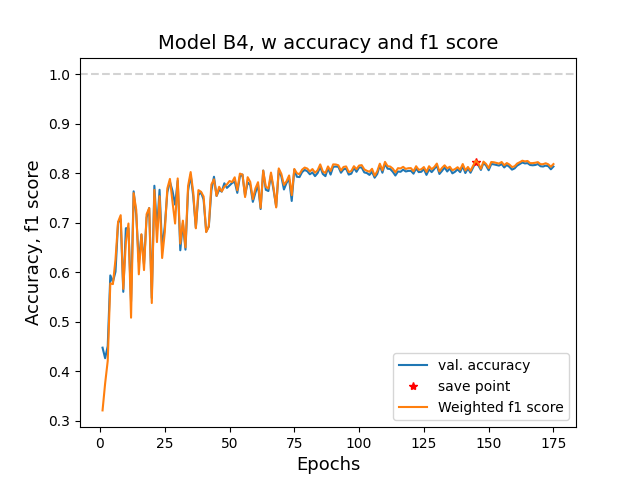 Model B4, w accuracy and f1 score
Accuracy, f1 score
1.0
0.9
0.8
0.7
0.6
0.5
0.4
0.3
val. accuracy
save point
Weighted f1 score
0 25 50 75 100 125 150 175
Epochs